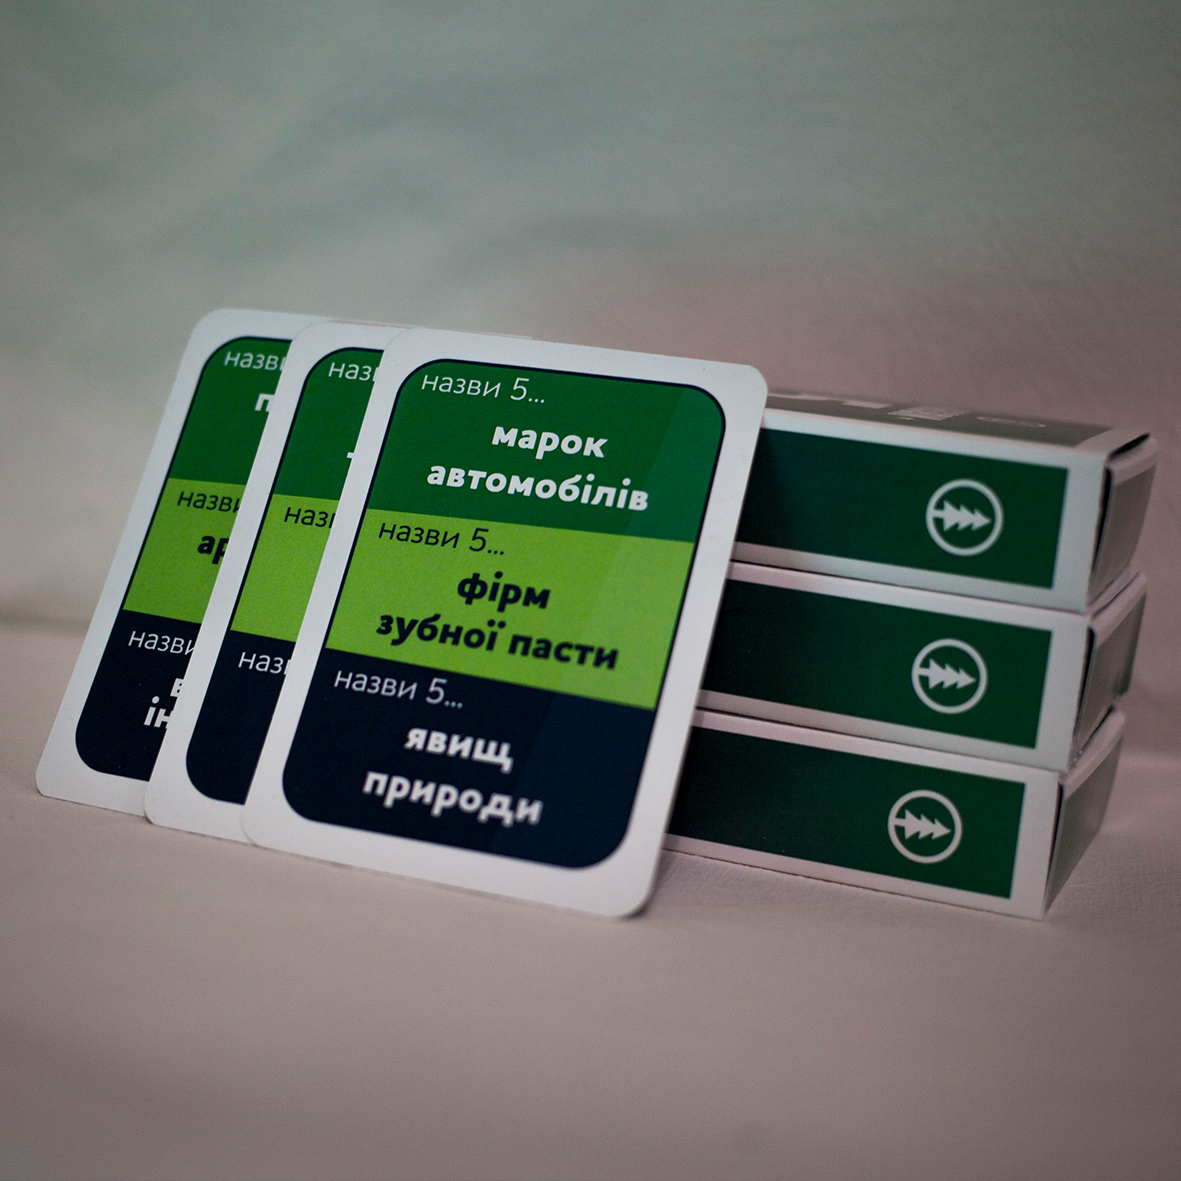 назви 5...
марок
автомобілів
назви 5...
фірм
зубної пасти
назви 5...
явищ
природи